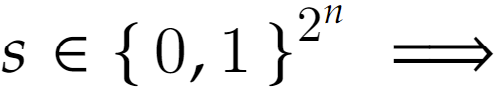 s ∈ { 0, 1 }^{2^n} ⟹